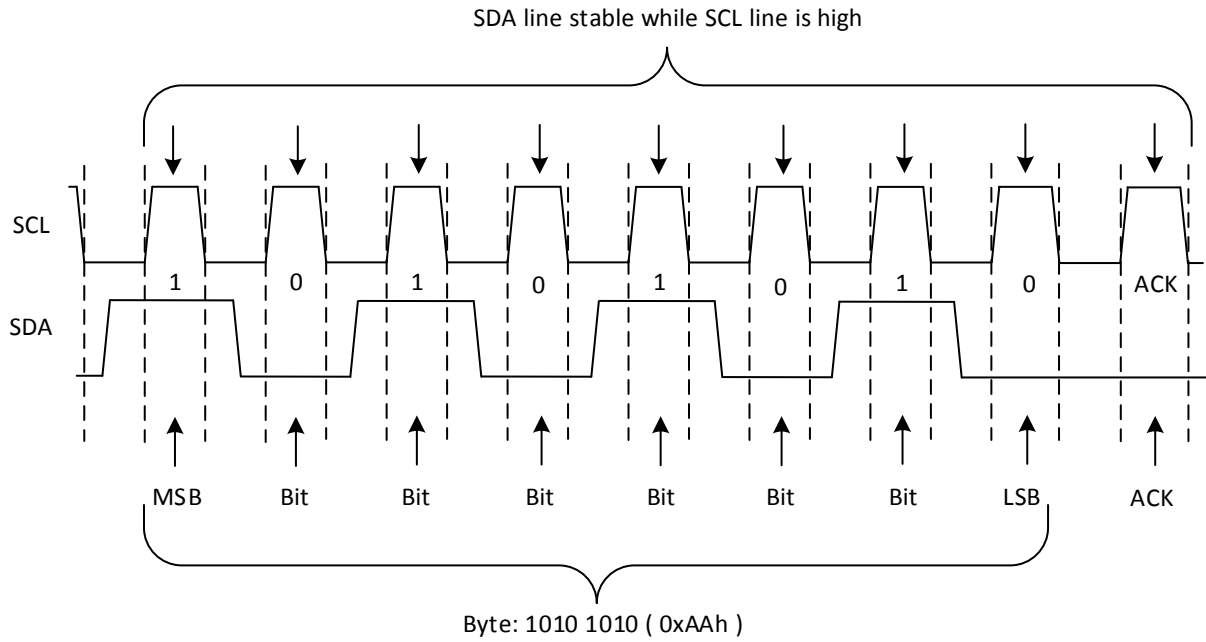 SDA line stable while SCL line is high
SCL
1 0 1 0 1 0 1 0 ACK
SDA
MSB Bit Bit Bit Bit Bit Bit LSB ACK
Byte: 1010 1010 ( 0xAAh )